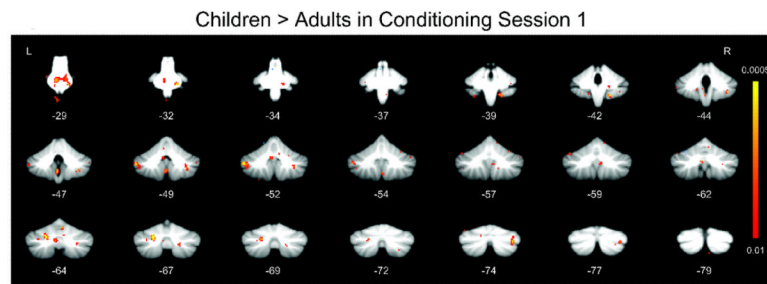 Children > Adults in Conditioning Session 1
L R
0.0005
-29 -32 -34 -37 -39 -42 -44
-47 -49 -52 -54 -57 -59 -62
0.01
-64 -67 -69 -72 -74 -77 -79